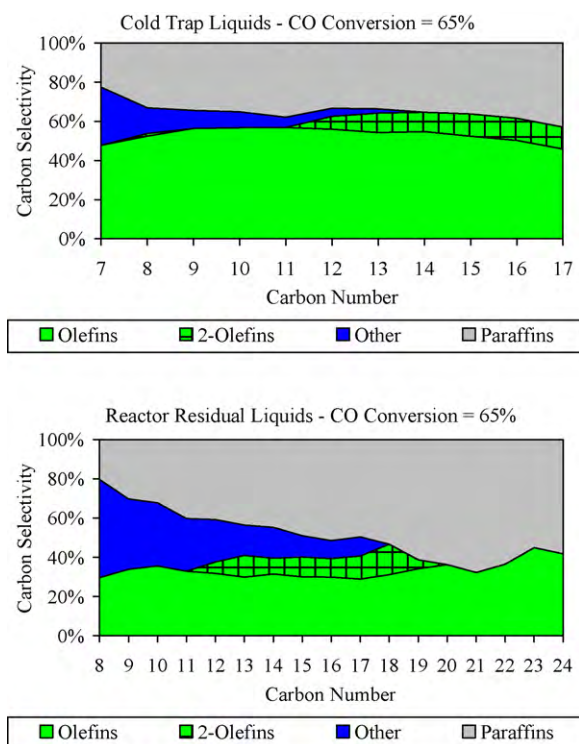 Cold Trap Liquids - CO Conversion = 65%
100%
80%
60%
40%
20%
0%
Carbon Selectivity
7 8 9 10 11 12 13 14 15 16 17
Carbon Number
Olefins 2-Olefins Other Paraffins
Reactor Residual Liquids - CO Conversion = 65%
100%
80%
60%
40%
20%
0%
Carbon Selectivity
8 9 10 11 12 13 14 15 16 17 18 19 20 21 22 23 24
Carbon Number
Olefins 2-Olefins Other Paraffins